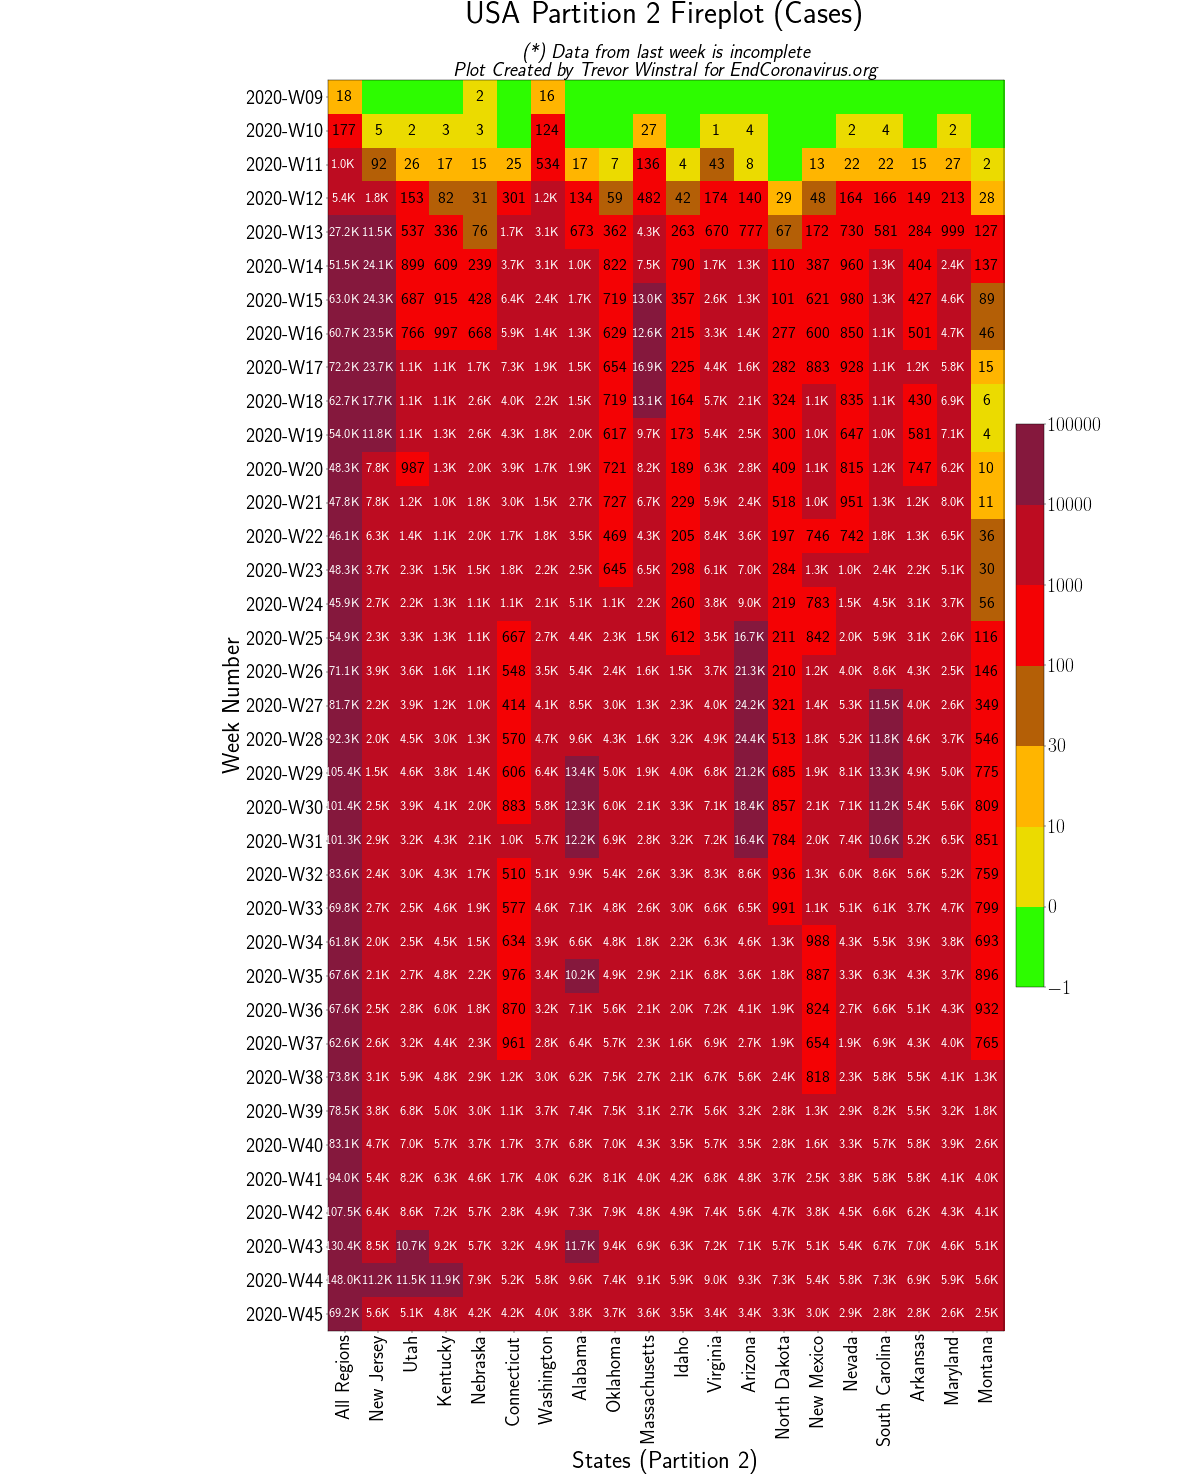 USA Partition 2 Fireplot (Cases)
(*) Data from last week is incomplete
Plot Created by Trevor Winstral for EndCoronavirus.org
2020-W09 18 2 16
2020-W10 177 5 2 3 3 124 27 1 4 2 4 2
2020-W11 1.0K 92 26 17 15 25 534 17 7 136 4 43 8 13 22 22 15 27 2
2020-W12 5.4K 1.8K 153 82 31 301 1.2K 134 59 482 42 174 140 29 48 164 166 149 213 28
2020-W13 27.2K 11.5K 537 336 76 1.7K 3.1K 673 362 4.3K 263 670 777 67 172 730 581 284 999 127
2020-W14 51.5K 24.1K 899 609 239 3.7K 3.1K 1.0K 822 7.5K 790 1.7K 1.3K 110 387 960 1.3K 404 2.4K 137
2020-W15 63.0K 24.3K 687 915 428 6.4K 2.4K 1.7K 719 13.0K 357 2.6K 1.3K 101 621 980 1.3K 427 4.6K 89
2020-W16 60.7K 23.5K 766 997 668 5.9K 1.4K 1.3K 629 12.6K 215 3.3K 1.4K 277 600 850 1.1K 501 4.7K 46
2020-W17 72.2K 23.7K 1.1K 1.1K 1.7K 7.3K 1.9K 1.5K 654 16.9K 225 4.4K 1.6K 282 883 928 1.1K 1.2K 5.8K 15
2020-W18 62.7K 17.7K 1.1K 1.1K 2.6K 4.0K 2.2K 1.5K 719 13.1K 164 5.7K 2.1K 324 1.1K 835 1.1K 430 6.9K 6
2020-W19 54.0K 11.8K 1.1K 1.3K 2.6K 4.3K 1.8K 2.0K 617 9.7K 173 5.4K 2.5K 300 1.0K 647 1.0K 581 7.1K 4
2020-W20 48.3K 7.8K 987 1.3K 2.0K 3.9K 1.7K 1.9K 721 8.2K 189 6.3K 2.8K 409 1.1K 815 1.2K 747 6.2K 10
2020-W21 47.8K 7.8K 1.2K 1.0K 1.8K 3.0K 1.5K 2.7K 727 6.7K 229 5.9K 2.4K 518 1.0K 951 1.3K 1.2K 8.0K 11
2020-W22 46.1K 6.3K 1.4K 1.1K 2.0K 1.7K 1.8K 3.5K 469 4.3K 205 8.4K 3.6K 197 746 742 1.8K 1.3K 6.5K 36
2020-W23 48.3K 3.7K 2.3K 1.5K 1.5K 1.8K 2.2K 2.5K 645 6.5K 298 6.1K 7.0K 284 1.3K 1.0K 2.4K 2.2K 5.1K 30
2020-W24 45.9K 2.7K 2.2K 1.3K 1.1K 1.1K 2.1K 5.1K 1.1K 2.2K 260 3.8K 9.0K 219 783 1.5K 4.5K 3.1K 3.7K 56
2020-W25 54.9K 2.3K 3.3K 1.3K 1.1K 667 2.7K 4.4K 2.3K 1.5K 612 3.5K 16.7K 211 842 2.0K 5.9K 3.1K 2.6K 116
2020-W26 71.1K 3.9K 3.6K 1.6K 1.1K 548 3.5K 5.4K 2.4K 1.6K 1.5K 3.7K 21.3K 210 1.2K 4.0K 8.6K 4.3K 2.5K 146
2020-W27 81.7K 2.2K 3.9K 1.2K 1.0K 414 4.1K 8.5K 3.0K 1.3K 2.3K 4.0K 24.2K 321 1.4K 5.3K 11.5K 4.0K 2.6K 349
2020-W28 92.3K 2.0K 4.5K 3.0K 1.3K 570 4.7K 9.6K 4.3K 1.6K 3.2K 4.9K 24.4K 513 1.8K 5.2K 11.8K 4.6K 3.7K 546
2020-W29 105.4K 1.5K 4.6K 3.8K 1.4K 606 6.4K 13.4K 5.0K 1.9K 4.0K 6.8K 21.2K 685 1.9K 8.1K 13.3K 4.9K 5.0K 775
2020-W30 101.4K 2.5K 3.9K 4.1K 2.0K 883 5.8K 12.3K 6.0K 2.1K 3.3K 7.1K 18.4K 857 2.1K 7.1K 11.2K 5.4K 5.6K 809
2020-W31 101.3K 2.9K 3.2K 4.3K 2.1K 1.0K 5.7K 12.2K 6.9K 2.8K 3.2K 7.2K 16.4K 784 2.0K 7.4K 10.6K 5.2K 6.5K 851
2020-W32 83.6K 2.4K 3.0K 4.3K 1.7K 510 5.1K 9.9K 5.4K 2.6K 3.3K 8.3K 8.6K 936 1.3K 6.0K 8.6K 5.6K 5.2K 759
2020-W33 69.8K 2.7K 2.5K 4.6K 1.9K 577 4.6K 7.1K 4.8K 2.6K 3.0K 6.6K 6.5K 991 1.1K 5.1K 6.1K 3.7K 4.7K 799
2020-W34 61.8K 2.0K 2.5K 4.5K 1.5K 634 3.9K 6.6K 4.8K 1.8K 2.2K 6.3K 4.6K 1.3K 988 4.3K 5.5K 3.9K 3.8K 693
2020-W35 67.6K 2.1K 2.7K 4.8K 2.2K 976 3.4K 10.2K 4.9K 2.9K 2.1K 6.8K 3.6K 1.8K 887 3.3K 6.3K 4.3K 3.7K 896
2020-W36 67.6K 2.5K 2.8K 6.0K 1.8K 870 3.2K 7.1K 5.6K 2.1K 2.0K 7.2K 4.1K 1.9K 824 2.7K 6.6K 5.1K 4.3K 932
2020-W37 62.6K 2.6K 3.2K 4.4K 2.3K 961 2.8K 6.4K 5.7K 2.3K 1.6K 6.9K 2.7K 1.9K 654 1.9K 6.9K 4.3K 4.0K 765
2020-W38 73.8K 3.1K 5.9K 4.8K 2.9K 1.2K 3.0K 6.2K 7.5K 2.7K 2.1K 6.7K 5.6K 2.4K 818 2.3K 5.8K 5.5K 4.1K 1.3K
2020-W39 78.5K 3.8K 6.8K 5.0K 3.0K 1.1K 3.7K 7.4K 7.5K 3.1K 2.7K 5.6K 3.2K 2.8K 1.3K 2.9K 8.2K 5.5K 3.2K 1.8K
2020-W40 83.1K 4.7K 7.0K 5.7K 3.7K 1.7K 3.7K 6.8K 7.0K 4.3K 3.5K 5.7K 3.5K 2.8K 1.6K 3.3K 5.7K 5.8K 3.9K 2.6K
2020-W41 94.0K 5.4K 8.2K 6.3K 4.6K 1.7K 4.0K 6.2K 8.1K 4.0K 4.2K 6.8K 4.8K 3.7K 2.5K 3.8K 5.8K 5.8K 4.1K 4.0K
2020-W42 107.5K 6.4K 8.6K 7.2K 5.7K 2.8K 4.9K 7.3K 7.9K 4.8K 4.9K 7.4K 5.6K 4.7K 3.8K 4.5K 6.6K 6.2K 4.3K 4.1K
2020-W43 130.4K 8.5K 10.7K 9.2K 5.7K 3.2K 4.9K 11.7K 9.4K 6.9K 6.3K 7.2K 7.1K 5.7K 5.1K 5.4K 6.7K 7.0K 4.6K 5.1K
2020-W44 148.0K 11.2K 11.5K 11.9K 7.9K 5.2K 5.8K 9.6K 7.4K 9.1K 5.9K 9.0K 9.3K 7.3K 5.4K 5.8K 7.3K 6.9K 5.9K 5.6K
2020-W45 69.2K 5.6K 5.1K 4.8K 4.2K 4.2K 4.0K 3.8K 3.7K 3.6K 3.5K 3.4K 3.4K 3.3K 3.0K 2.9K 2.8K 2.8K 2.6K 2.5K
Week Number
All Regions
New Jersey
Utah
Kentucky
Nebraska
Connecticut
Washington
Alabama
Oklahoma
Massachusetts
Idaho
Virginia
Arizona
North Dakota
New Mexico
Nevada
South Carolina
Arkansas
Maryland
Montana
States (Partition 2)
100000
10000
1000
100
30
10
0
−1